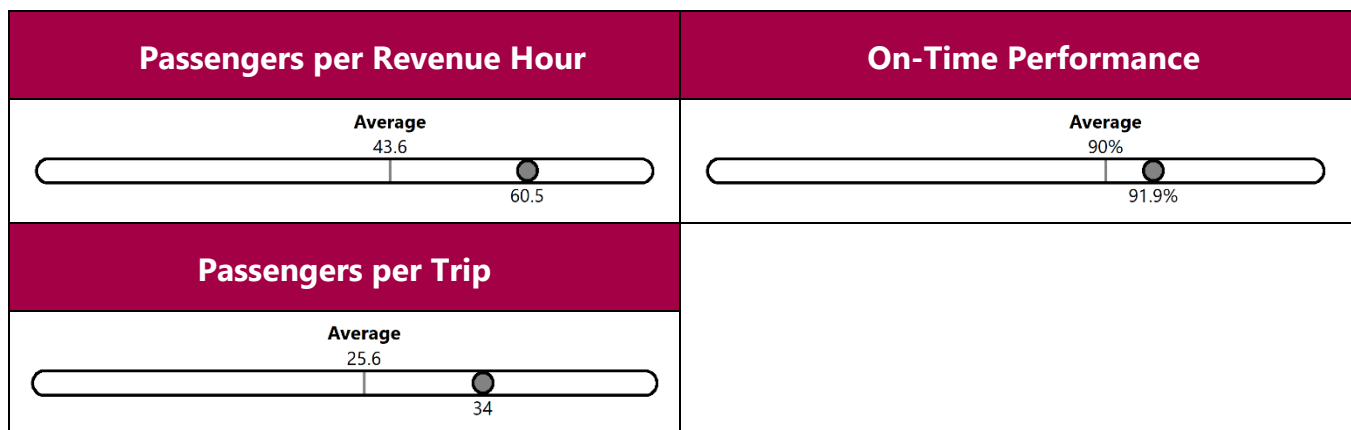 Passengers per Revenue Hour
On-Time Performance
Average
43.6
60.5
Average
90%
91.9%
Passengers per Trip
Average
25.6
34